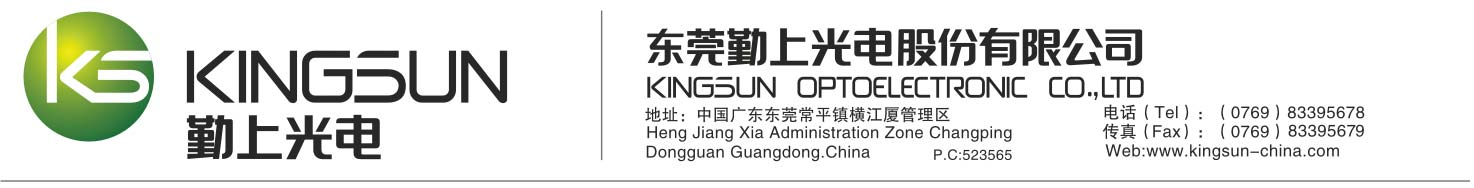 KS KINGSUN
勤上光电
东莞勤上光电股份有限公司
KINGSUN OPTOELECTRONIC CO.,LTD
地址：中国广东东莞常平镇横江厦管理区
Heng Jiang Xia Administration Zone Changping
Dongguan Guangdong.China P.C:523565
电话（Tel）：（0769）83395678
传真（Fax）：（0769）83395679
Web:www.kingsun-china.com